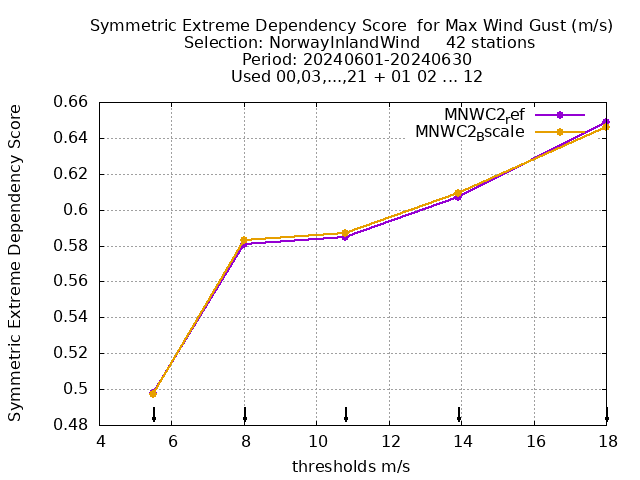 Symmetric Extreme Dependency Score  for Max Wind Gust (m/s)
Selection: NorwayInlandWind     42 stations
Period: 20240601-20240630
Used 00,03,...,21 + 01 02 ... 12
MNWC2ref
MNWC2Bscale
Symmetric Extreme Dependency Score
0.66
0.64
0.62
0.6
0.58
0.56
0.54
0.52
0.5
0.48
4 6 8 10 12 14 16 18
thresholds m/s